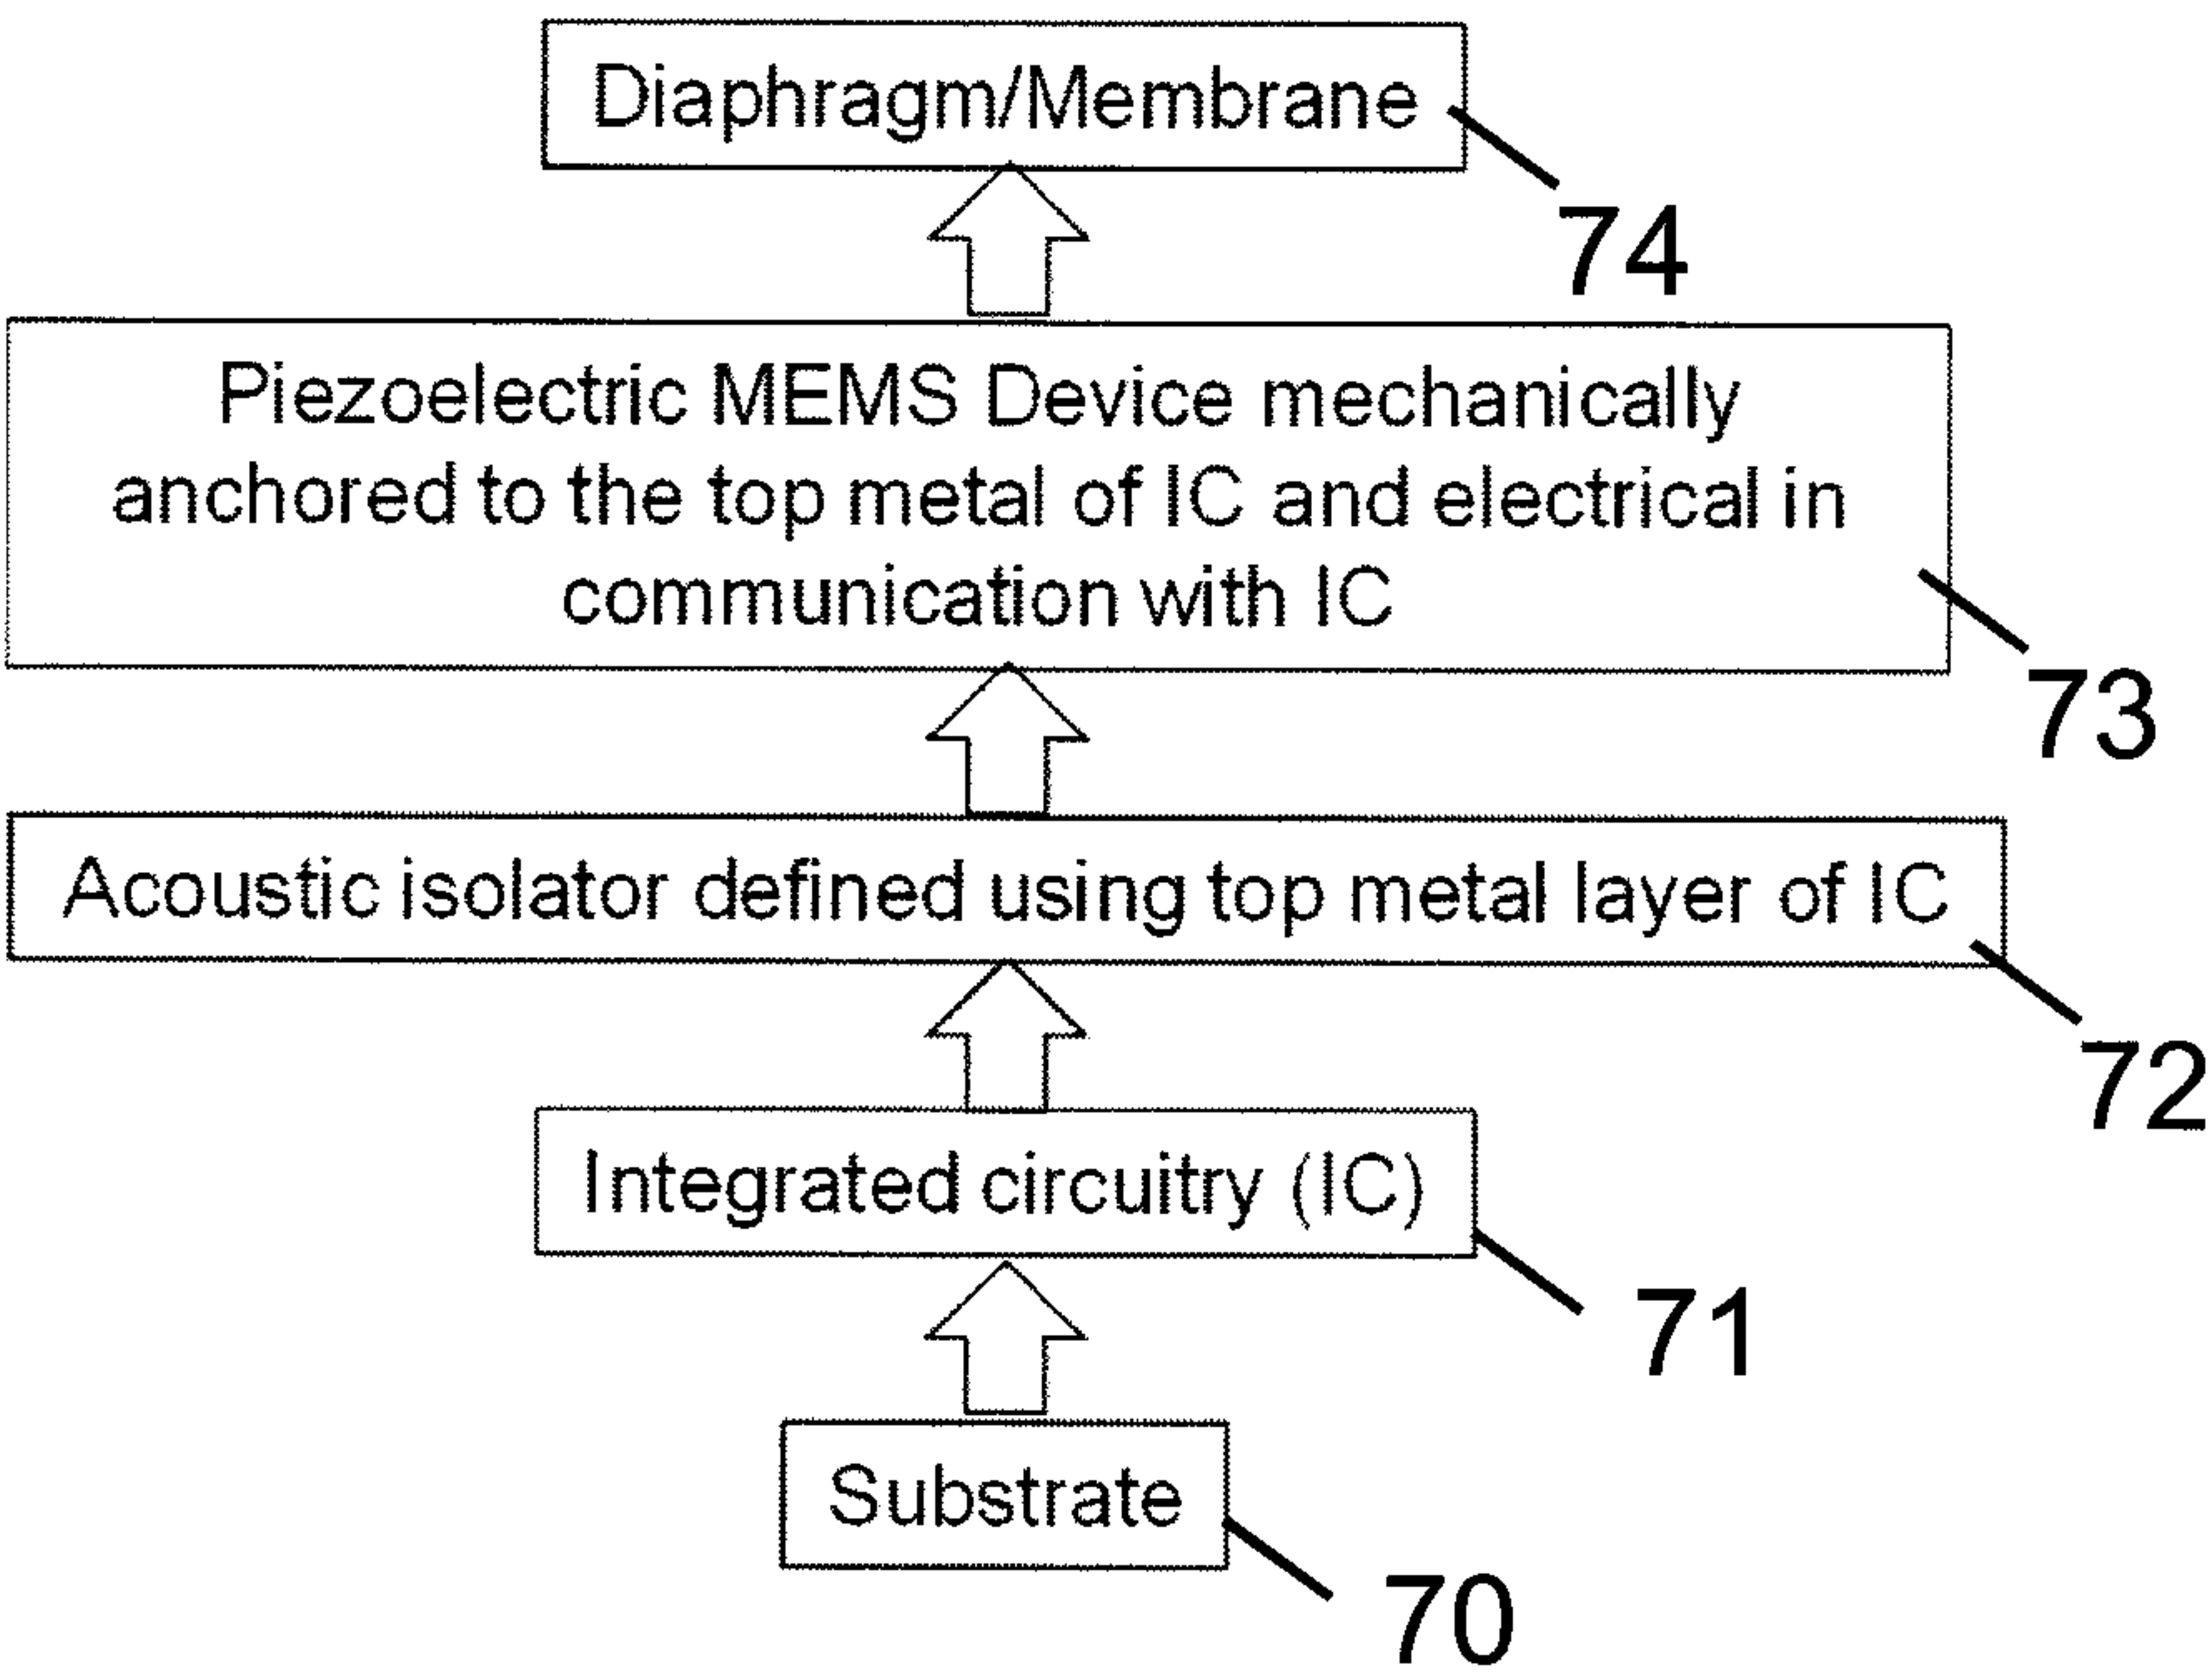 Diaphragm/Membrane
74
Piezoelectric MEMS Device mechanically
anchored to the top metal of IC and electrical in
communication with IC
73
Acoustic isolator defined using top metal layer of IC
72
Integrated circuitry (IC)
71
Substrate
70